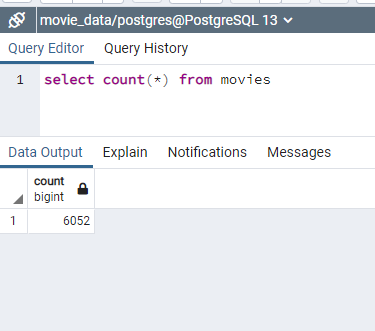 movie_data/postgres@PostgreSQL 13
Query Editor Query History
1 select count(*) from movies
Data Output Explain Notifications Messages
count
bigint
1 6052